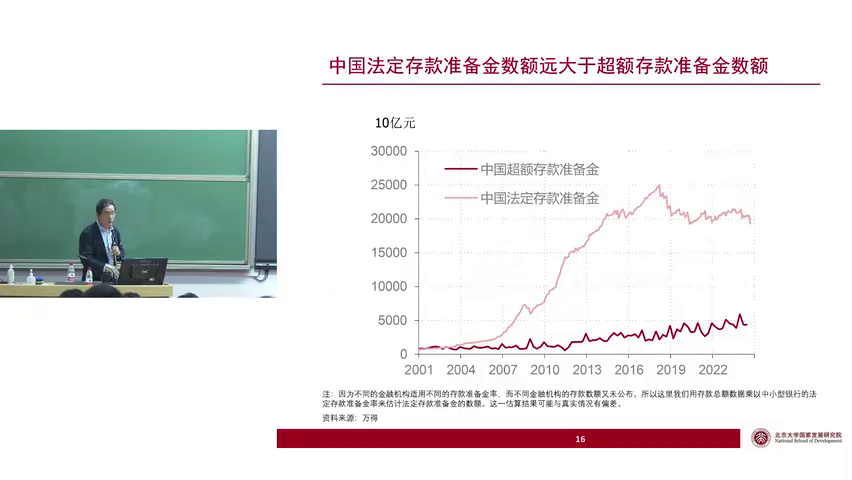 中国法定存款准备金数额远大于超额存款准备金数额
10亿元
30000
25000
20000
15000
10000
5000
0
中国超额存款准备金
中国法定存款准备金
2001 2004 2007 2010 2013 2016 2019 2022
注：因为不同的金融机构适用不同的存款准备金率，而不同金融机构的存款数额又未公布。所以这里我们用存款总额数据乘以中小型银行的法
定存款准备金率来估计法定存款准备金的数额。这一估算结果可能与真实情况有偏差。
资料来源：万得
16
北京大学国家发展研究院
National School of Development